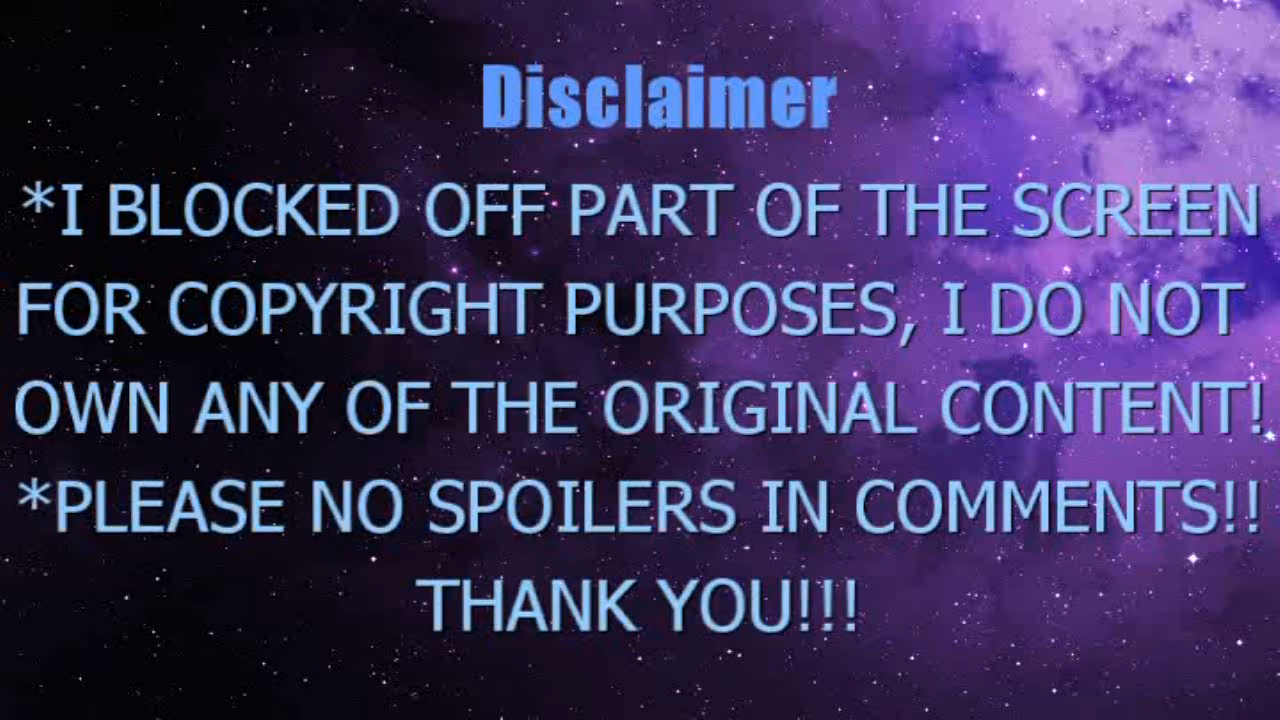 Disclaimer
*I BLOCKED OFF PART OF THE SCREEN
FOR COPYRIGHT PURPOSES, I DO NOT
OWN ANY OF THE ORIGINAL CONTENT!
*PLEASE NO SPOILERS IN COMMENTS!!
THANK YOU!!!